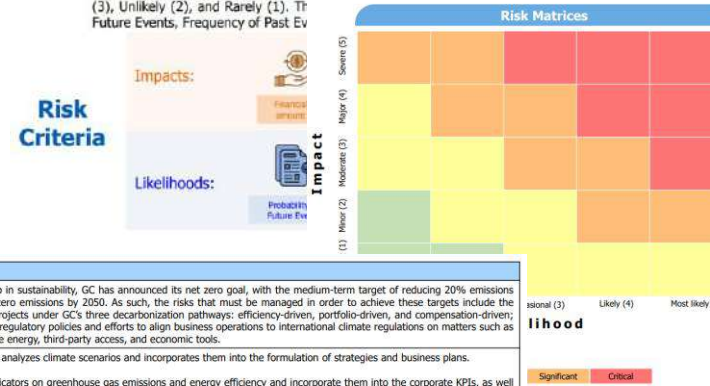 (3), Unlikely (2), and Rarely (1). Th
Future Events, Frequency of Past Ev
Risk
Criteria
Impacts:
Financial
amount
Likelihoods:
Probability
Future Eve
Risk Matrices
Impact
Severe (5)
Major (4)
Moderate (3)
Minor (2)
(1)
asional (3)
Likely (4)
Most likely
lihood
Significant
Critical
p in sustainability, GC has announced its net zero goal, with the medium-term target of reducing 20% emissions
zero emissions by 2050. As such, the risks that must be managed in order to achieve these targets include the
rojects under GC's three decarbonization pathways: efficiency-driven, portfolio-driven, and compensation-driven;
regulatory policies and efforts to align business operations to international climate regulations on matters such as
e energy, third-party access, and economic tools.
analyzes climate scenarios and incorporates them into the formulation of strategies and business plans.
icators on greenhouse gas emissions and energy efficiency and incorporate them into the corporate KPIs, as well